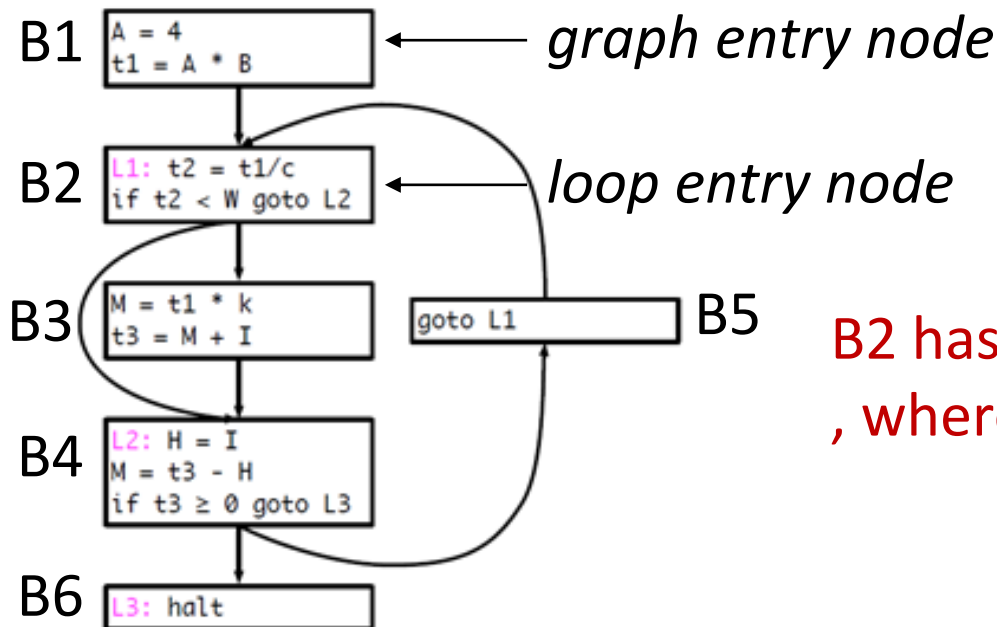 B1
A = 4
t1 = A * B
graph entry node
B2
L1: t2 = t1/c
if t2 < W goto L2
loop entry node
B3
M = t1 * k
t3 = M + I
goto L1
B5
B2 has
, where
B4
L2: H = I
M = t3 - H
if t3 ≥ 0 goto L3
B6
L3: halt